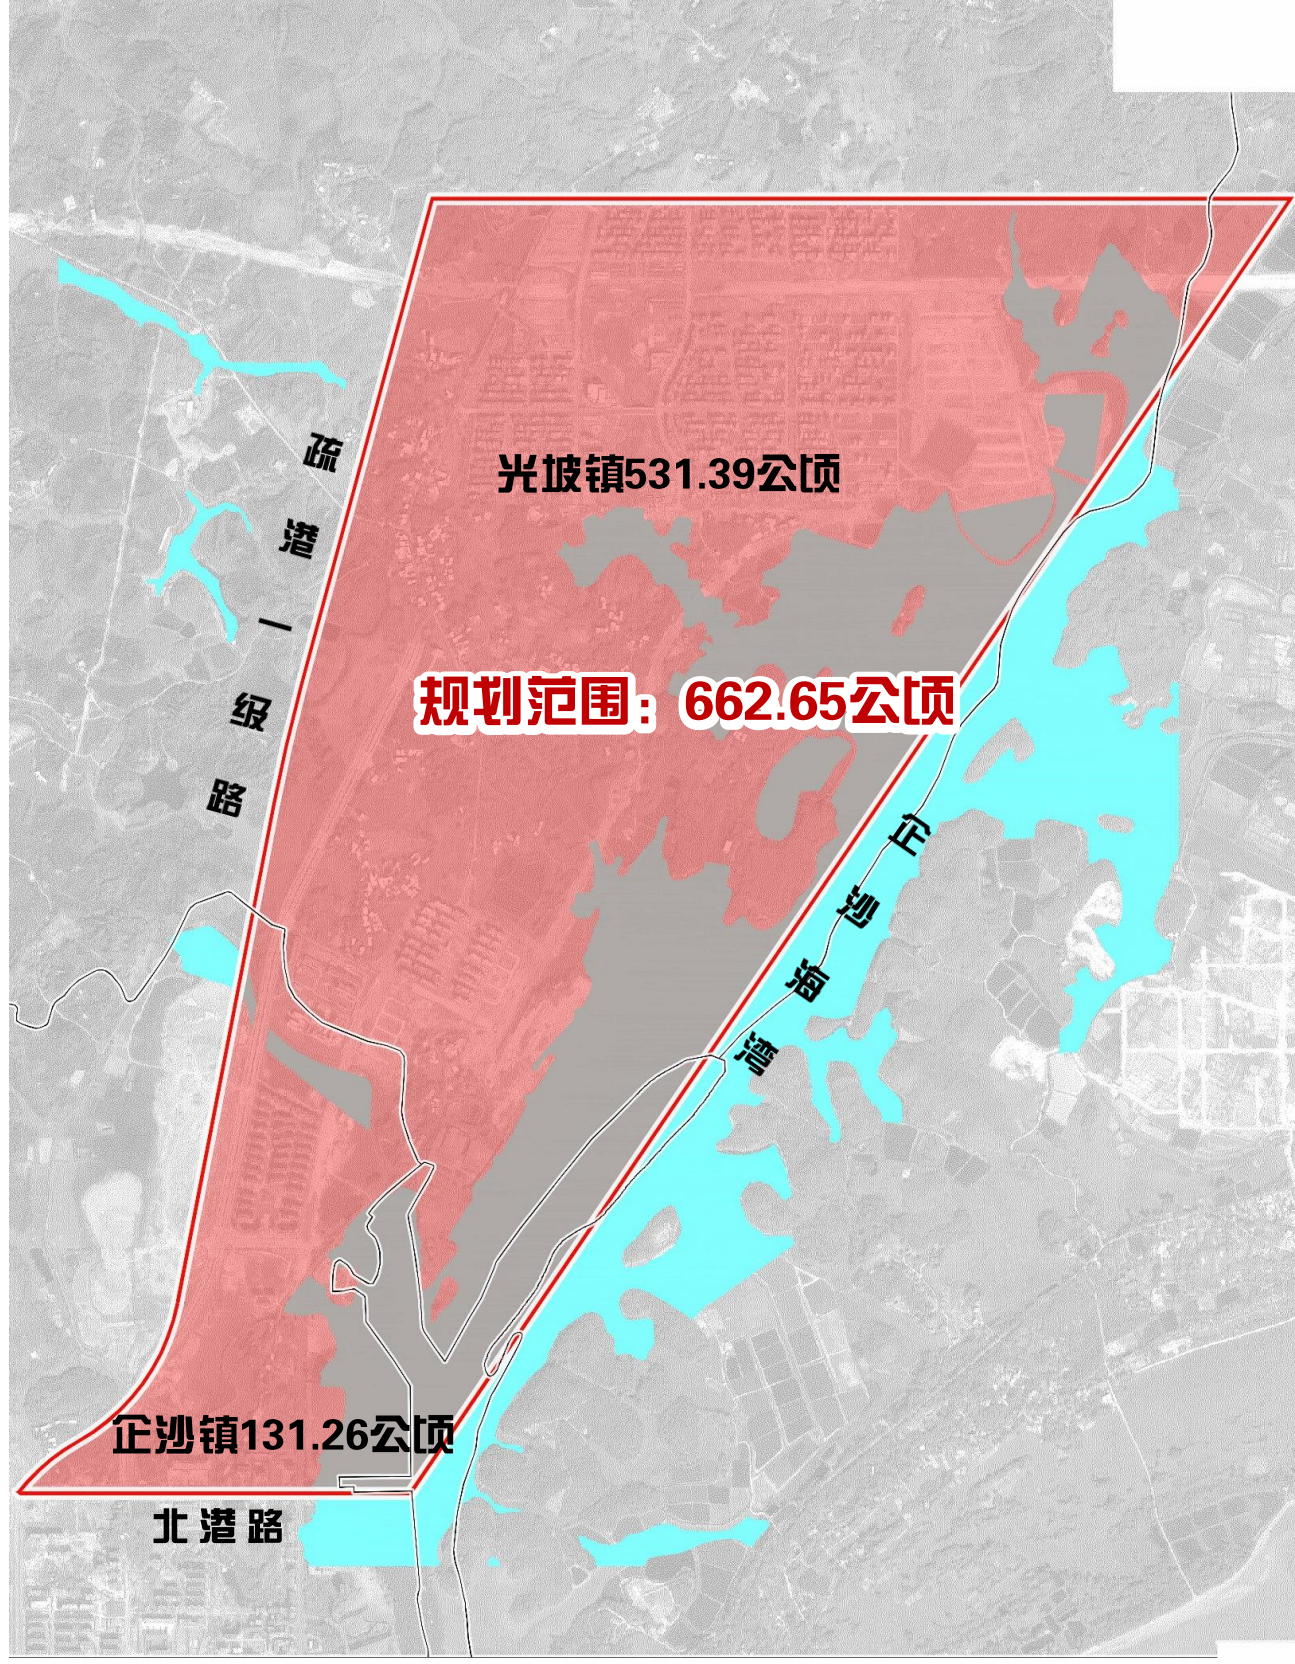 疏港一级路
光坡镇531.39公顷
规划范围：662.65公顷
企沙海湾
企沙镇131.26公顷
北港路